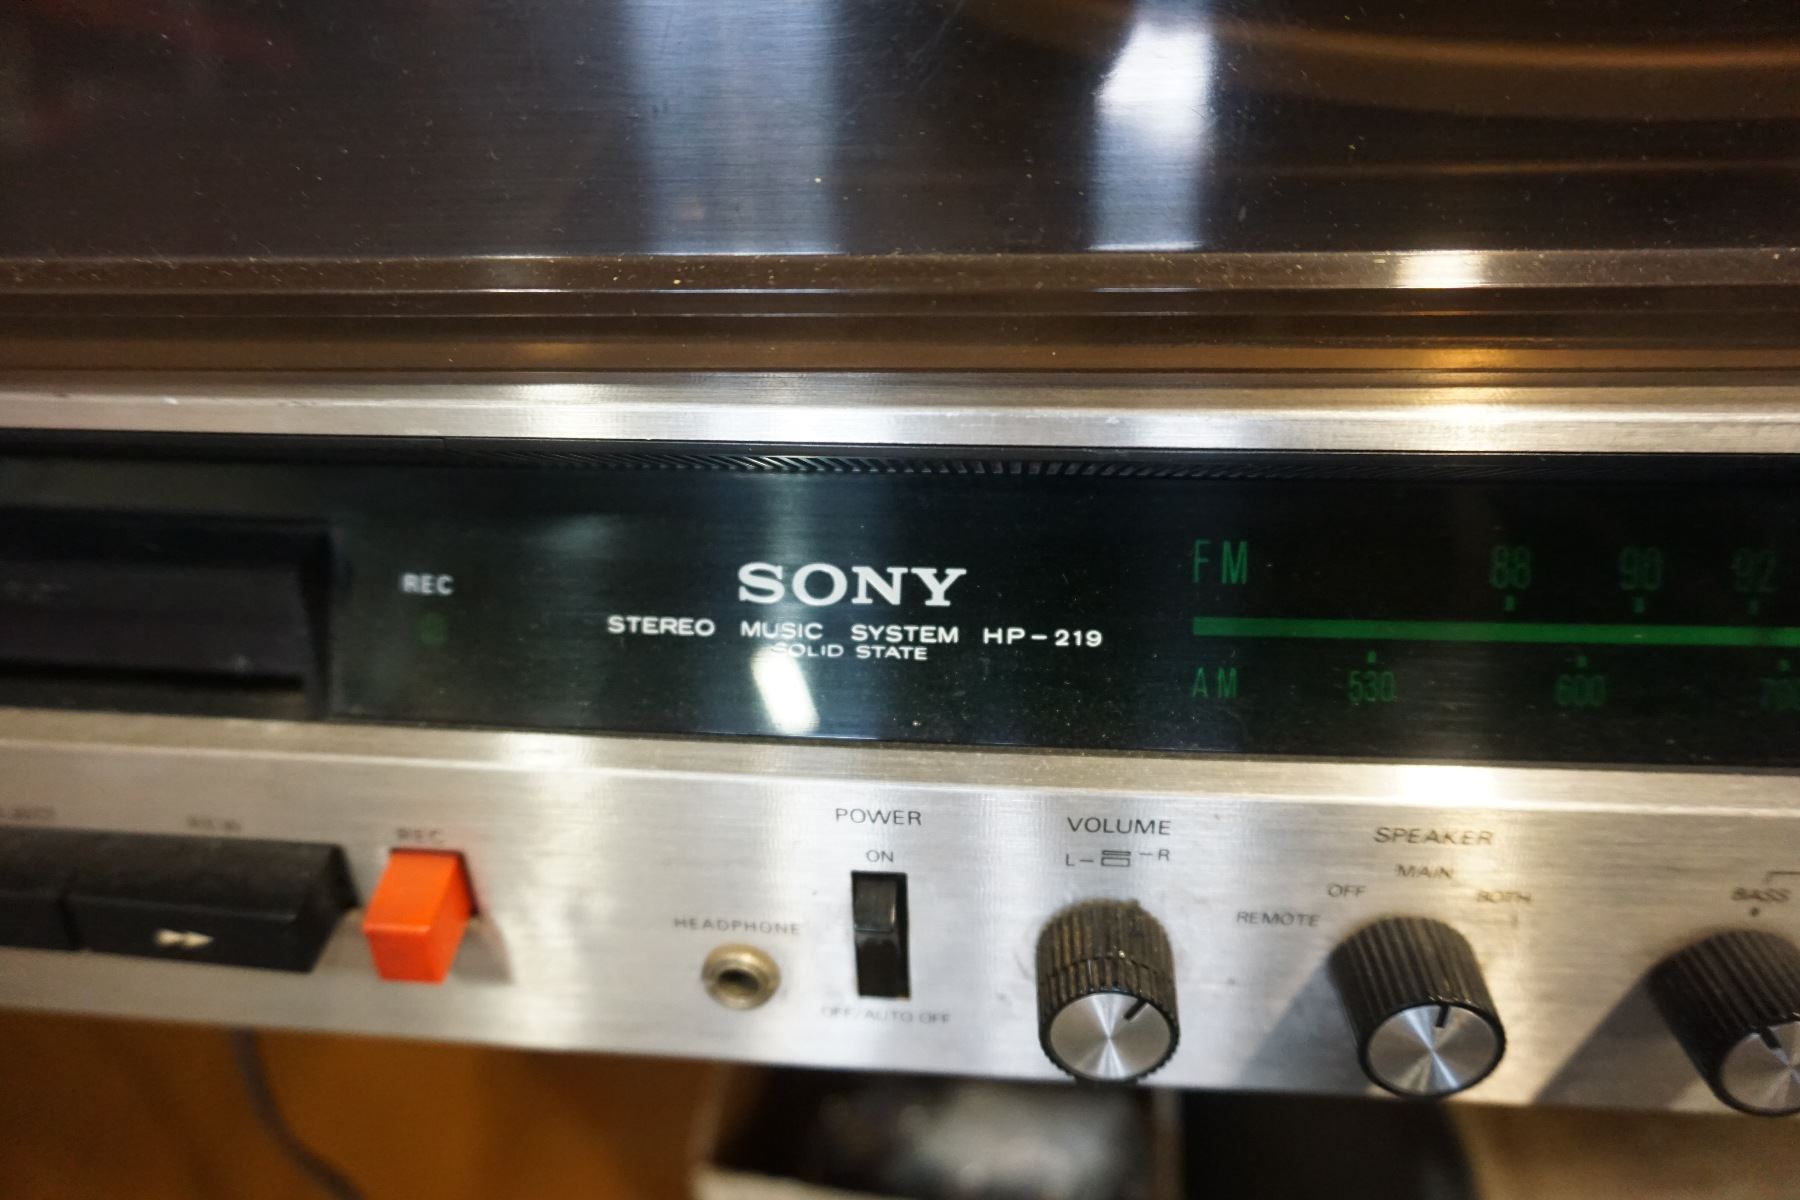 REC
SONY
STEREO MUSIC SYSTEM HP-219
SOLID STATE
FM 88 90 92
AM 530 600
REC
POWER
ON
OFF/AUTO OFF
HEADPHONE
VOLUME
L R
SPEAKER
MAIN
OFF BOTH
REMOTE
BASS